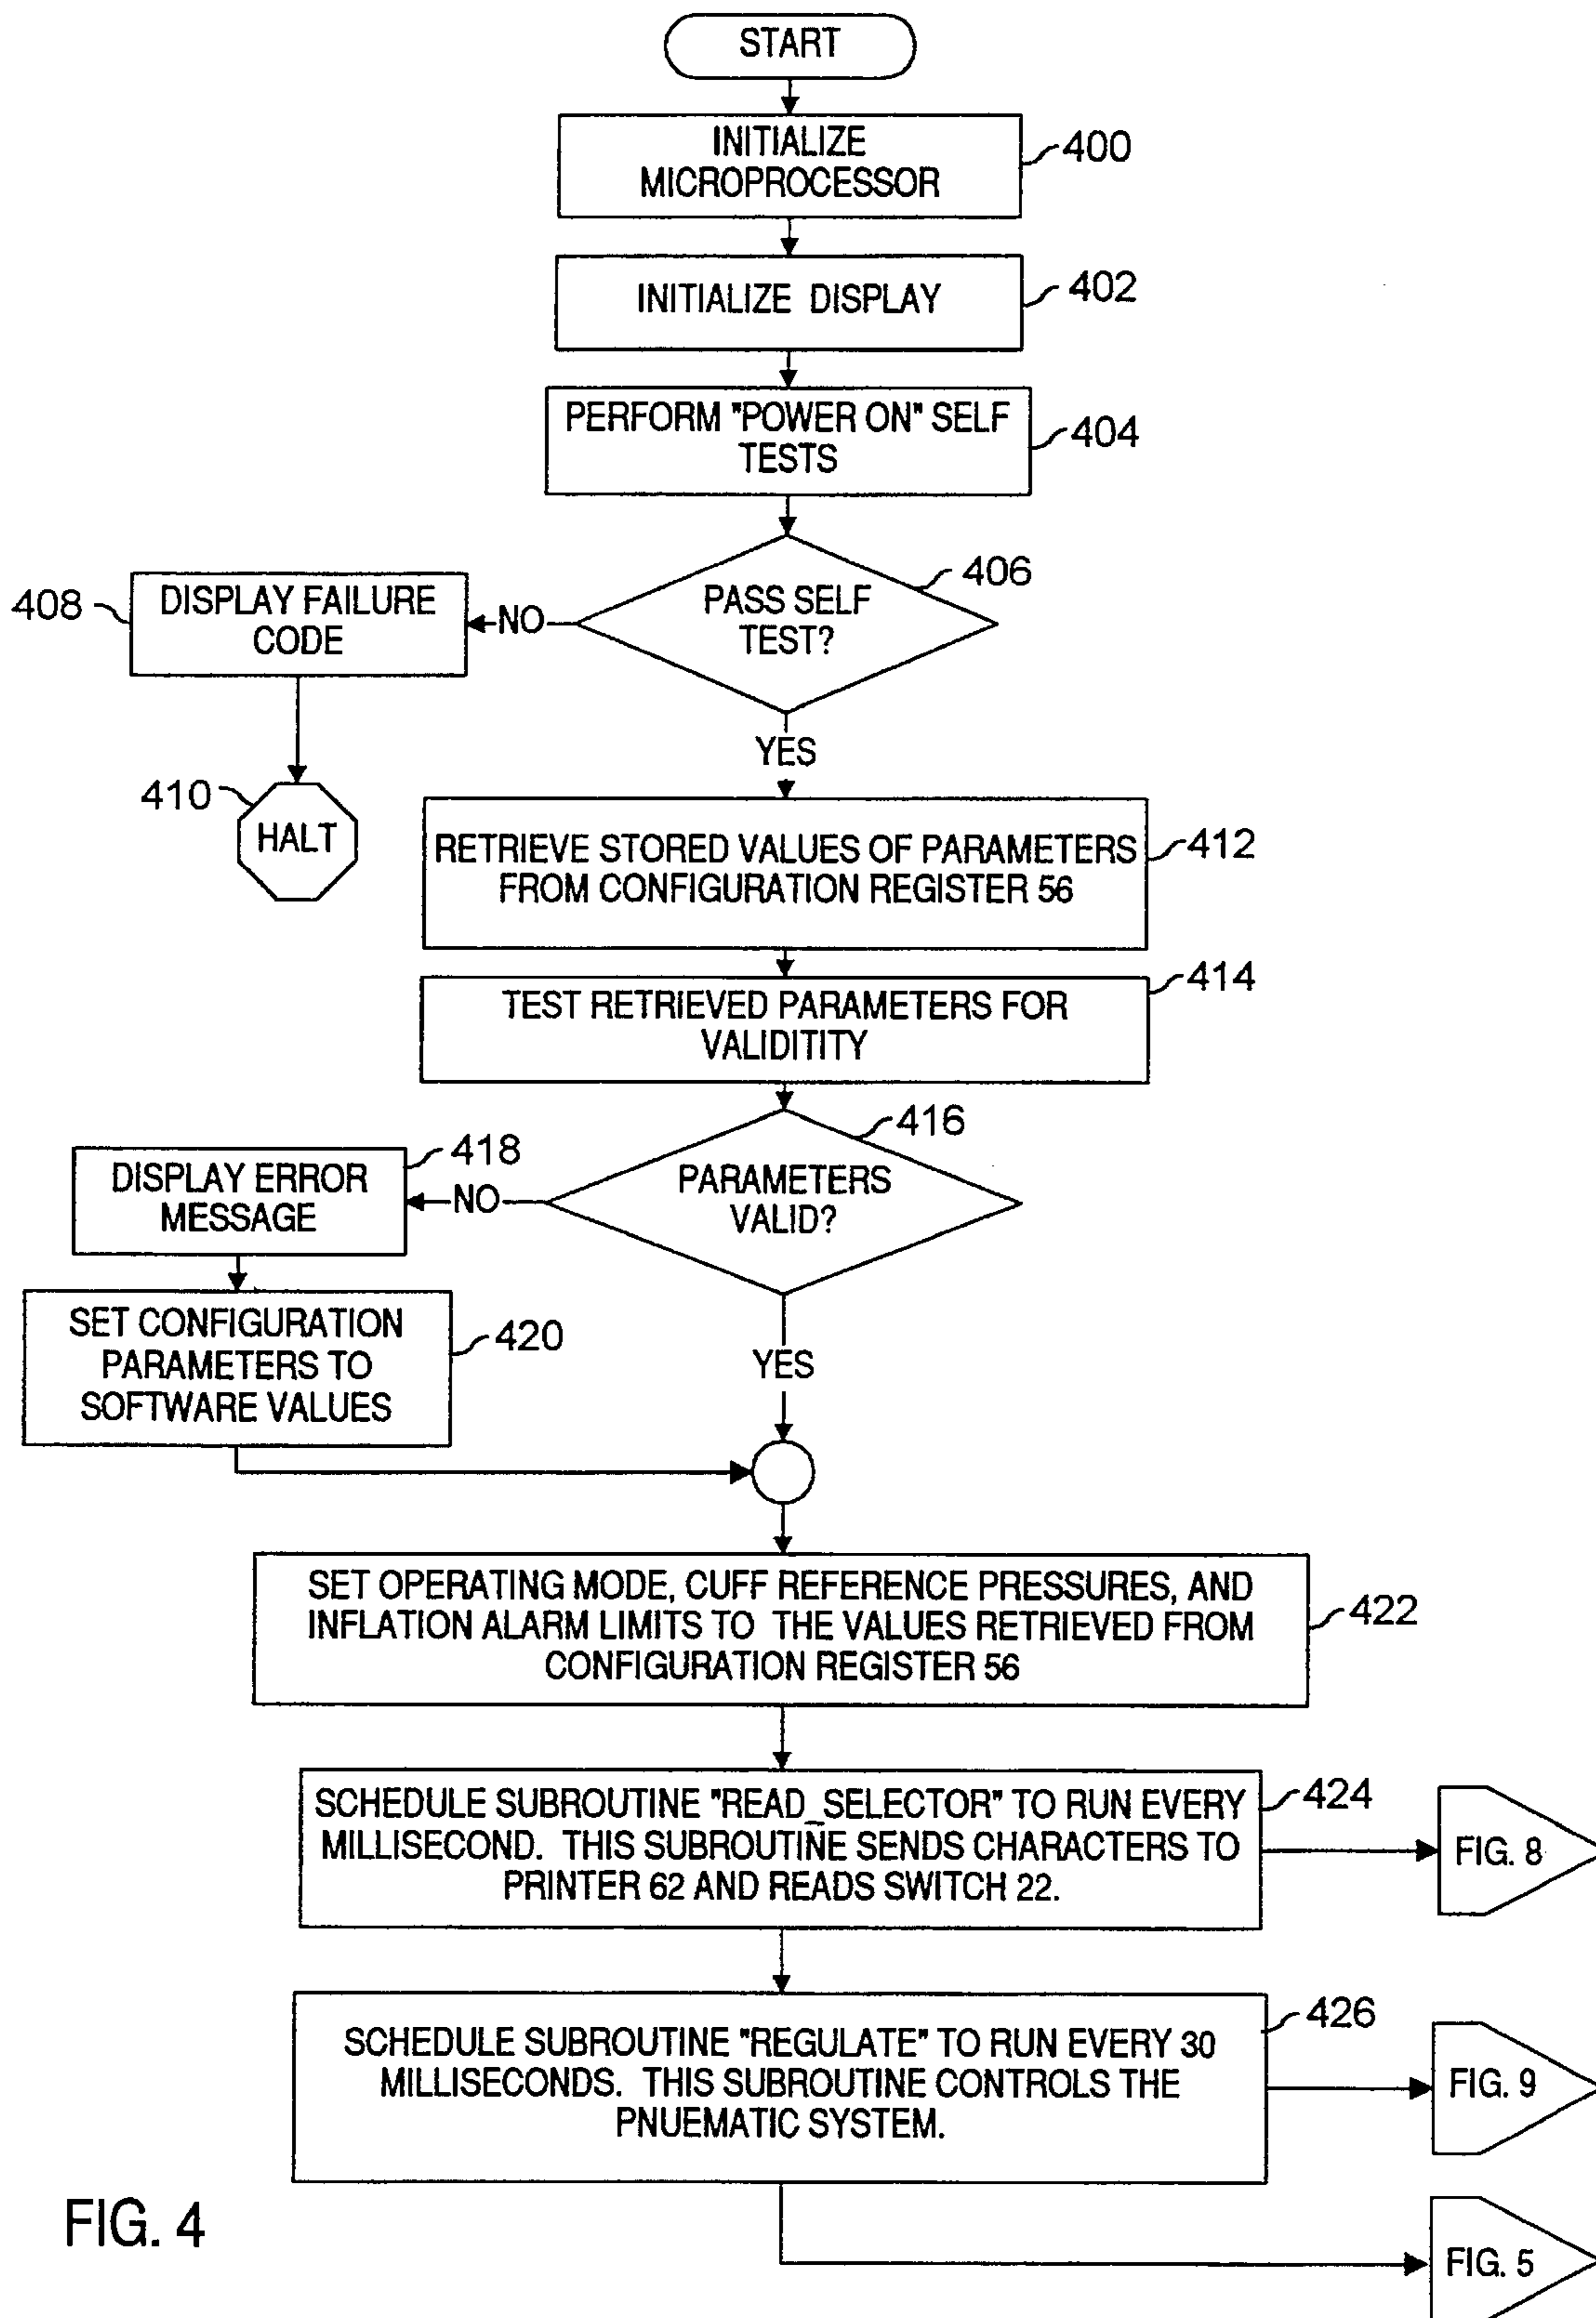 START
INITIALIZE
MICROPROCESSOR
400
INITIALIZE DISPLAY
402
PERFORM "POWER ON" SELF
TESTS
404
PASS SELF
TEST?
406
NO
DISPLAY FAILURE
CODE
408
HALT
410
YES
RETRIEVE STORED VALUES OF PARAMETERS
FROM CONFIGURATION REGISTER 56
412
TEST RETRIEVED PARAMETERS FOR
VALIDITITY
414
PARAMETERS
VALID?
416
NO
DISPLAY ERROR
MESSAGE
418
SET CONFIGURATION
PARAMETERS TO
SOFTWARE VALUES
420
YES
SET OPERATING MODE, CUFF REFERENCE PRESSURES, AND
INFLATION ALARM LIMITS TO THE VALUES RETRIEVED FROM
CONFIGURATION REGISTER 56
422
SCHEDULE SUBROUTINE "READ_SELECTOR" TO RUN EVERY
MILLISECOND. THIS SUBROUTINE SENDS CHARACTERS TO
PRINTER 62 AND READS SWITCH 22.
424
FIG. 8
SCHEDULE SUBROUTINE "REGULATE" TO RUN EVERY 30
MILLISECONDS. THIS SUBROUTINE CONTROLS THE
PNUEMATIC SYSTEM.
426
FIG. 9
FIG. 5
FIG. 4